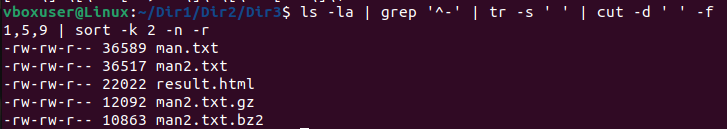 vboxuser@Linux:~/Dir1/Dir2/Dir3$ ls -la | grep '^-' | tr -s ' ' | cut -d ' ' -f
1,5,9 | sort -k 2 -n -r
-rw-rw-r-- 36589 man.txt
-rw-rw-r-- 36517 man2.txt
-rw-rw-r-- 22022 result.html
-rw-rw-r-- 12092 man2.txt.gz
-rw-rw-r-- 10863 man2.txt.bz2